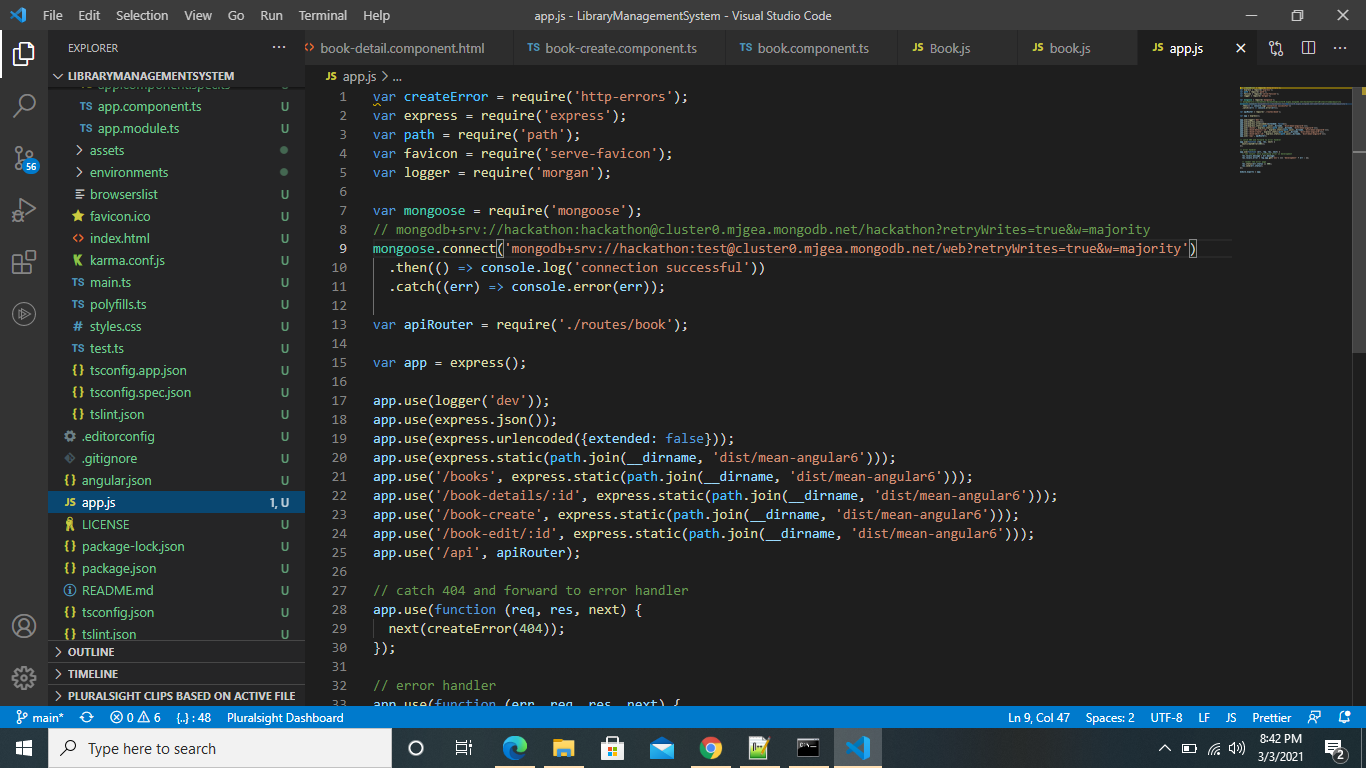 File Edit Selection View Go Run Terminal Help
app.js - LibraryManagementSystem - Visual Studio Code
EXPLORER
book-detail.component.html
TS book-create.component.ts
TS book.component.ts
JS Book.js
JS book.js
JS app.js
LIBRARYMANAGEMENTSYSTEM
JS app.js > ...
TS app.component.ts U
TS app.module.ts U
assets
environments
browserslist U
favicon.ico U
index.html U
karma.conf.js U
TS main.ts U
TS polyfills.ts U
# styles.css U
TS test.ts U
{} tsconfig.app.json U
{} tsconfig.spec.json U
{} tslint.json U
.editorconfig U
.gitignore U
{} angular.json U
JS app.js 1, U
LICENSE U
{} package-lock.json U
{} package.json U
README.md U
{} tsconfig.json U
{} tslint.json U
OUTLINE
TIMELINE
PLURALSIGHT CLIPS BASED ON ACTIVE FILE
56
1 var createError = require('http-errors');
2 var express = require('express');
3 var path = require('path');
4 var favicon = require('serve-favicon');
5 var logger = require('morgan');
6
7 var mongoose = require('mongoose');
8 // mongodb+srv://hackathon:hackathon@cluster0.mjgea.mongodb.net/hackathon?retryWrites=true&w=majority
9 mongoose.connect('mongodb+srv://hackathon:test@cluster0.mjgea.mongodb.net/web?retryWrites=true&w=majority')
10 .then(() => console.log('connection successful'))
11 .catch((err) => console.error(err));
12
13 var apiRouter = require('./routes/book');
14
15 var app = express();
16
17 app.use(logger('dev'));
18 app.use(express.json());
19 app.use(express.urlencoded({extended: false}));
20 app.use(express.static(path.join(__dirname, 'dist/mean-angular6')));
21 app.use('/books', express.static(path.join(__dirname, 'dist/mean-angular6')));
22 app.use('/book-details/:id', express.static(path.join(__dirname, 'dist/mean-angular6')));
23 app.use('/book-create', express.static(path.join(__dirname, 'dist/mean-angular6')));
24 app.use('/book-edit/:id', express.static(path.join(__dirname, 'dist/mean-angular6')));
25 app.use('/api', apiRouter);
26
27 // catch 404 and forward to error handler
28 app.use(function (req, res, next) {
29 next(createError(404));
30 });
31
32 // error handler
33 app.use(function (err, req, res, next) {
main* 0 6 {..} : 48 Pluralsight Dashboard
Ln 9, Col 47 Spaces: 2 UTF-8 LF JS Prettier
Type here to search
8:42 PM
3/3/2021
2